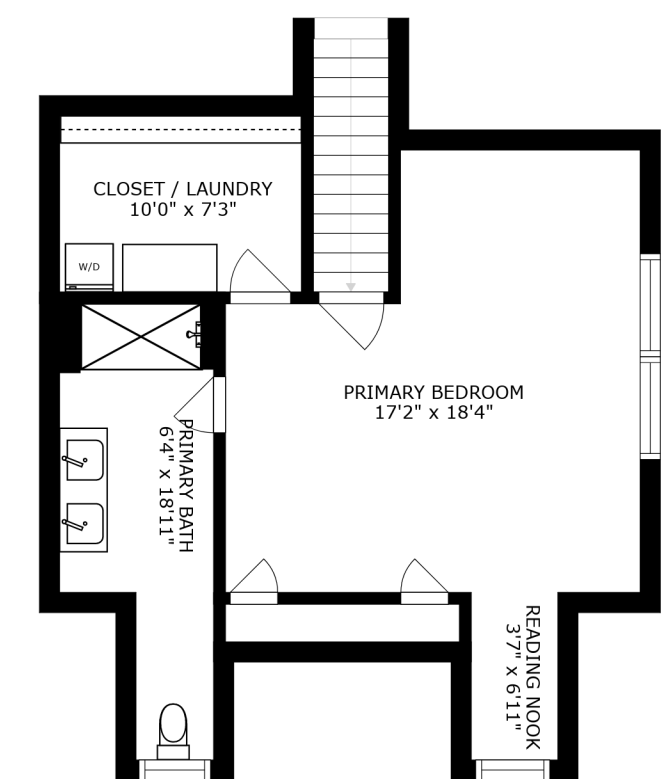 CLOSET / LAUNDRY
10'0" x 7'3"
W/D
PRIMARY BEDROOM
17'2" x 18'4"
PRIMARY BATH
6'4" x 18'11"
READING NOOK
3'7" x 6'11"